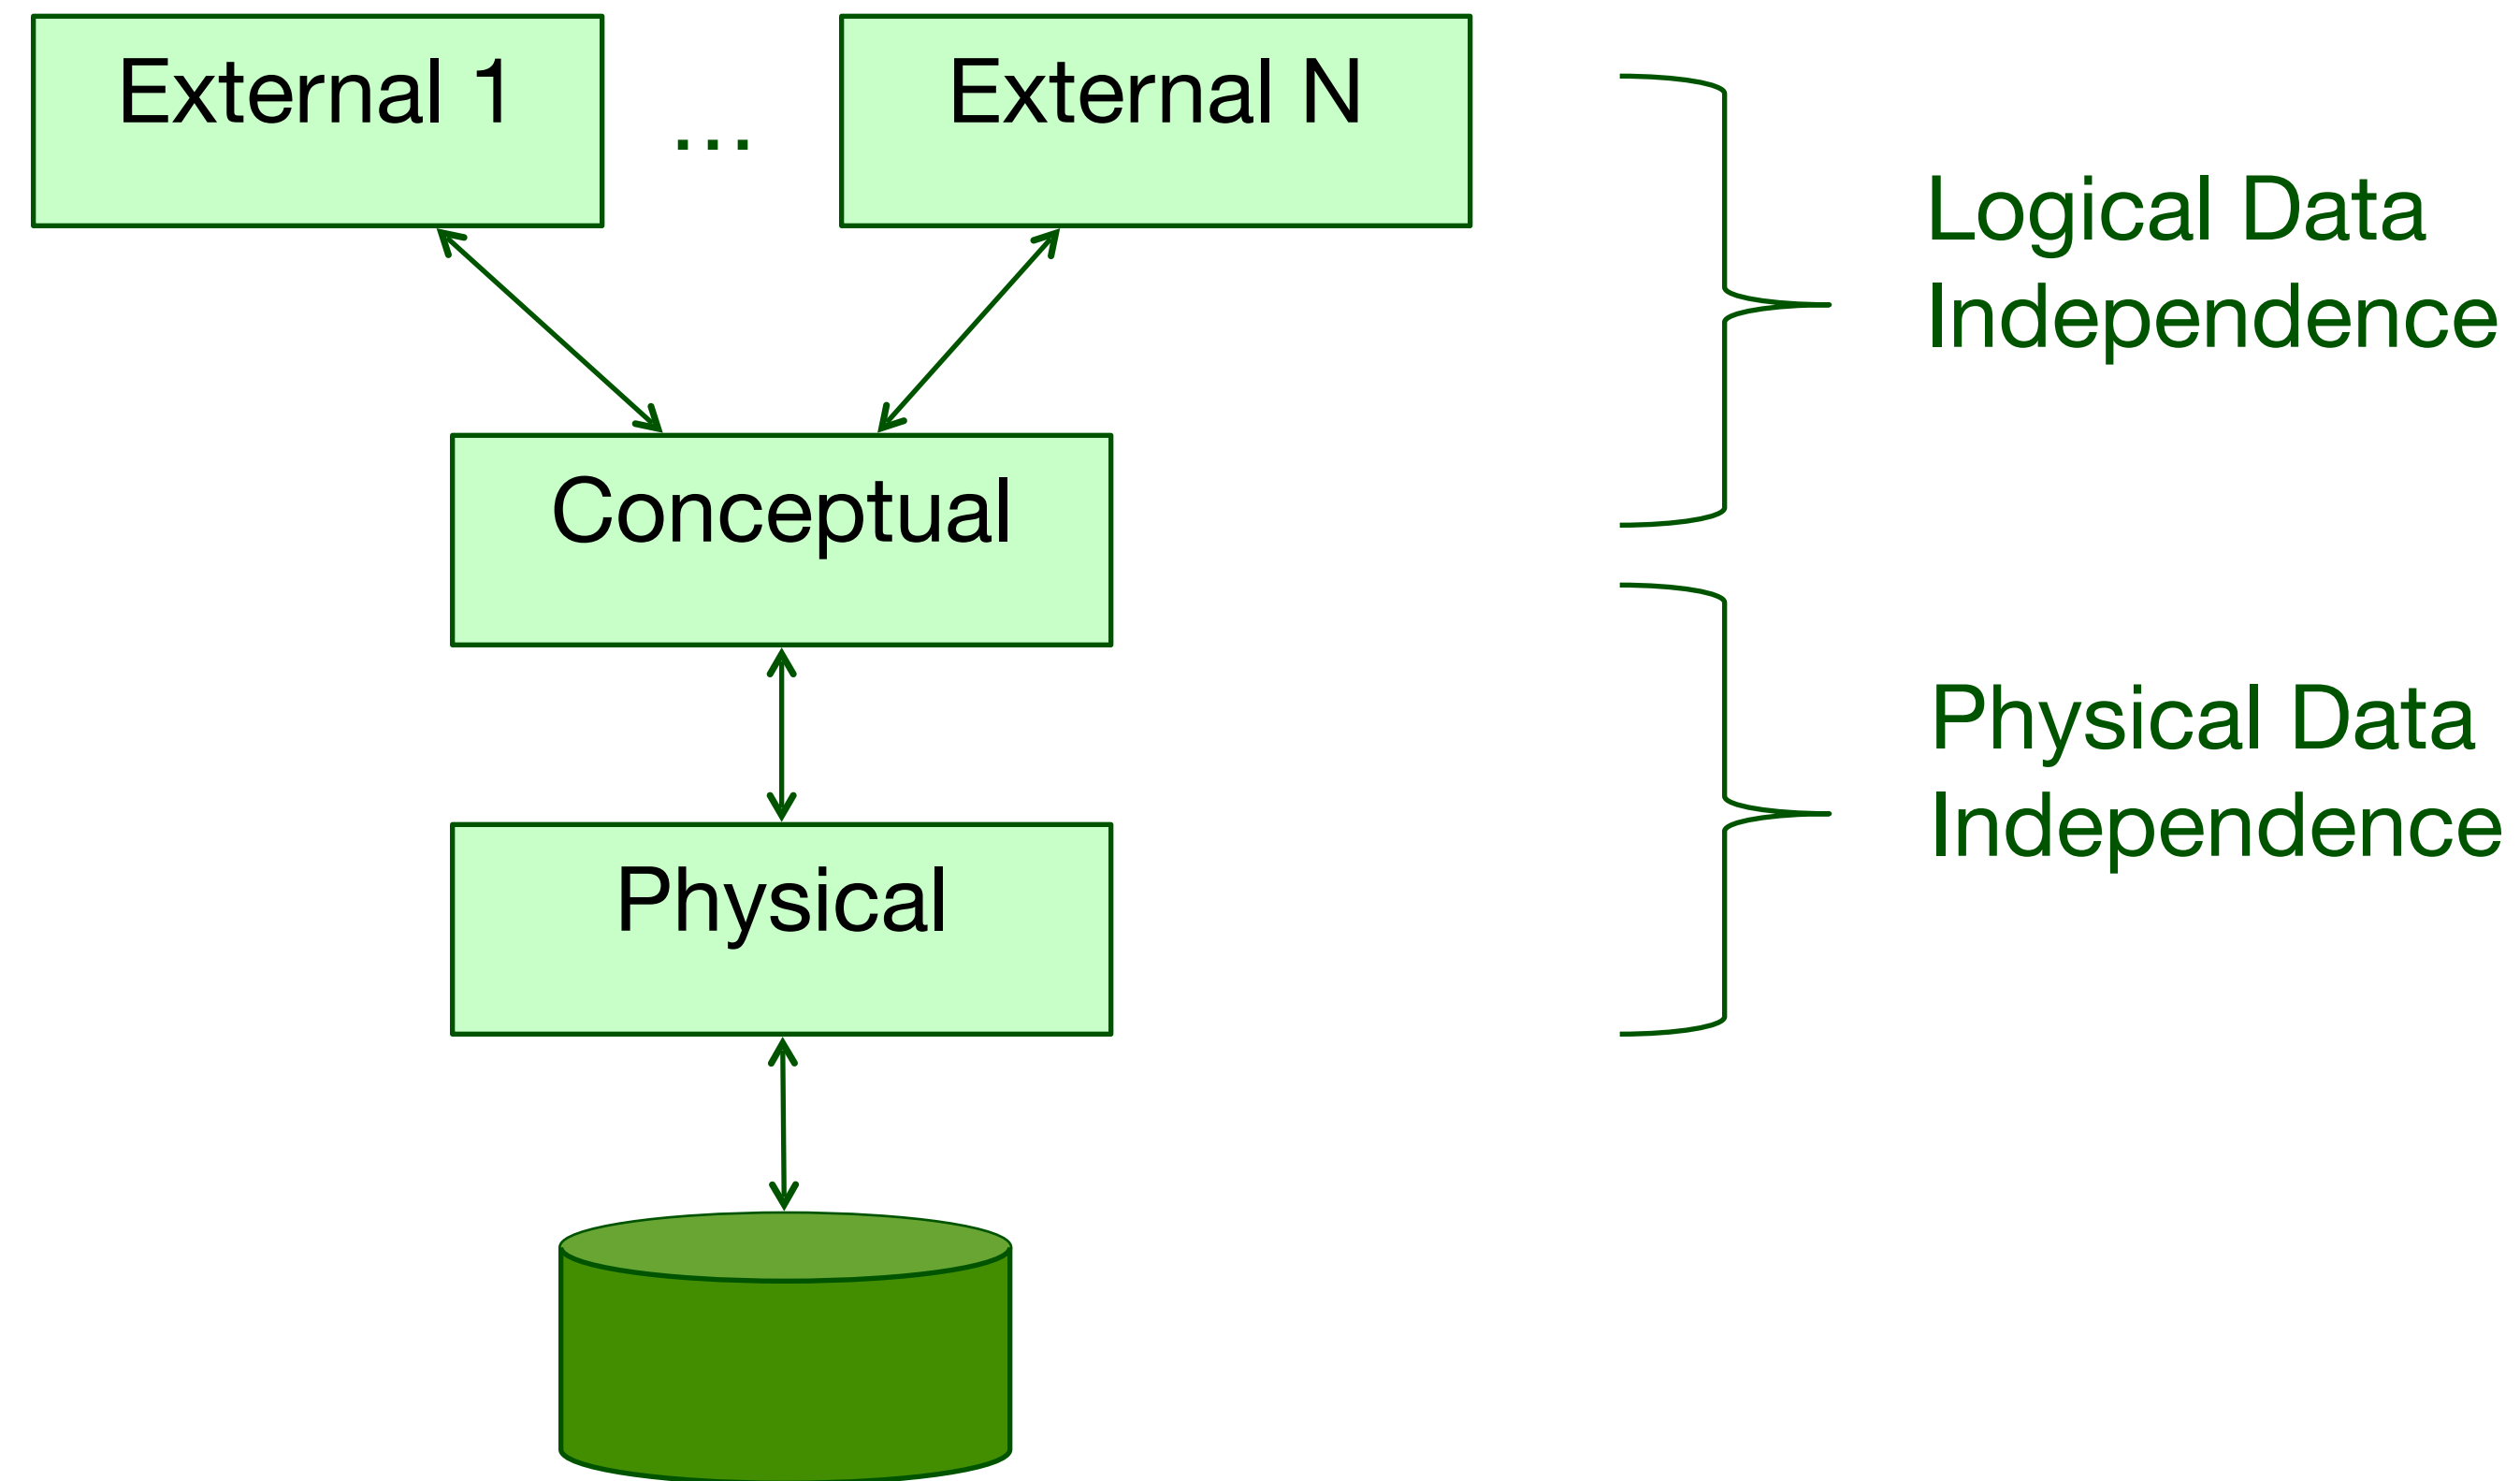 External 1
...
External N
Logical Data
Independence
Conceptual
Physical Data
Independence
Physical